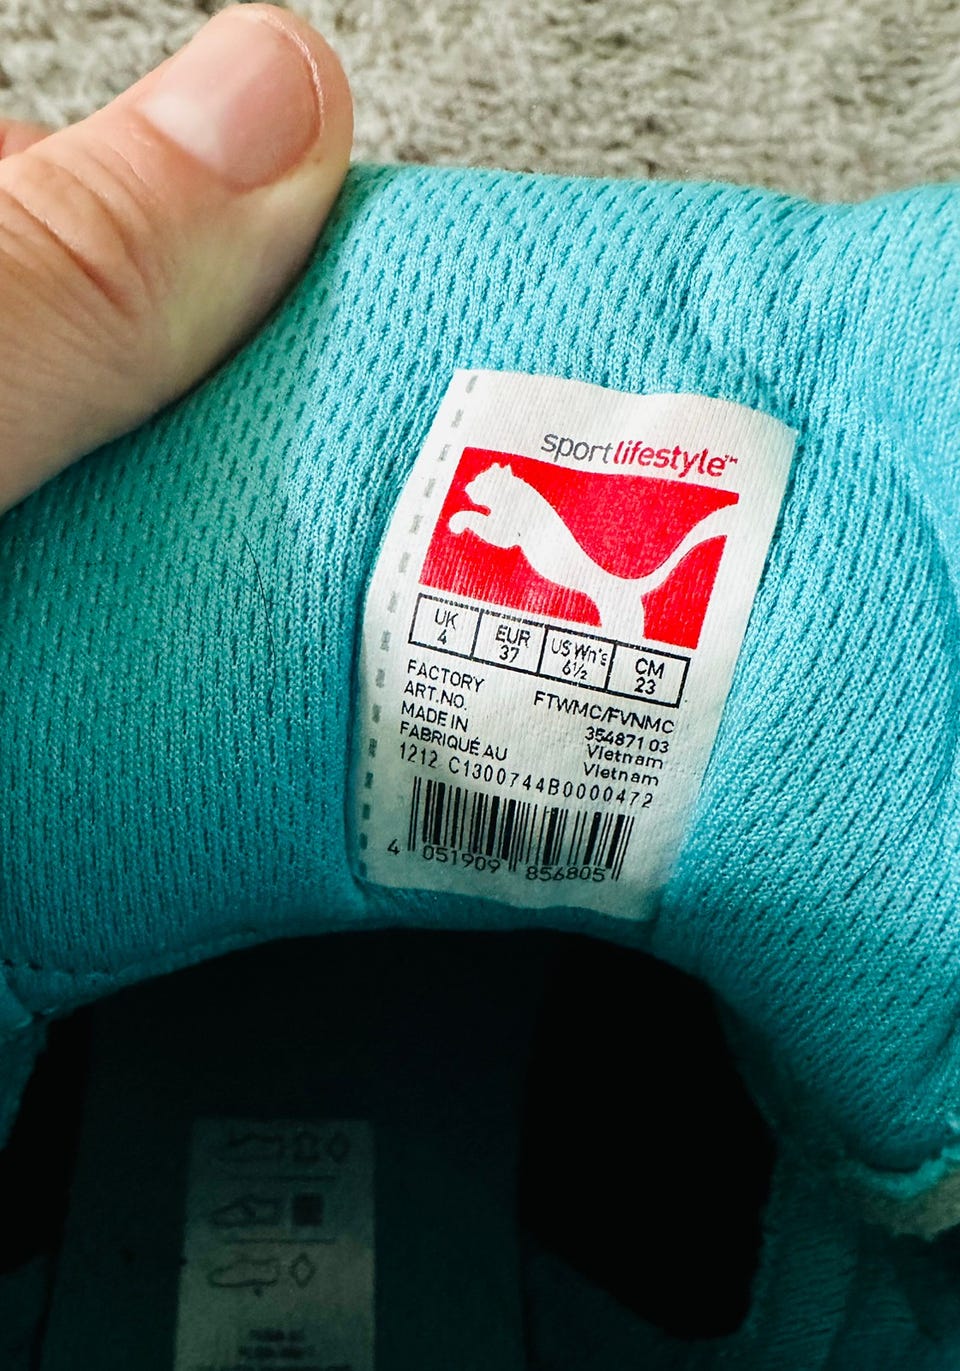 sportlifestyle™
UK EUR US Wn's CM
4 37 6½ 23
FACTORY FTWMC/FVNMC
ART.NO. 354871 03
MADE IN Vietnam
FABRIQUÉ AU Vietnam
1212 C1300744B0000472
4 051909 856805